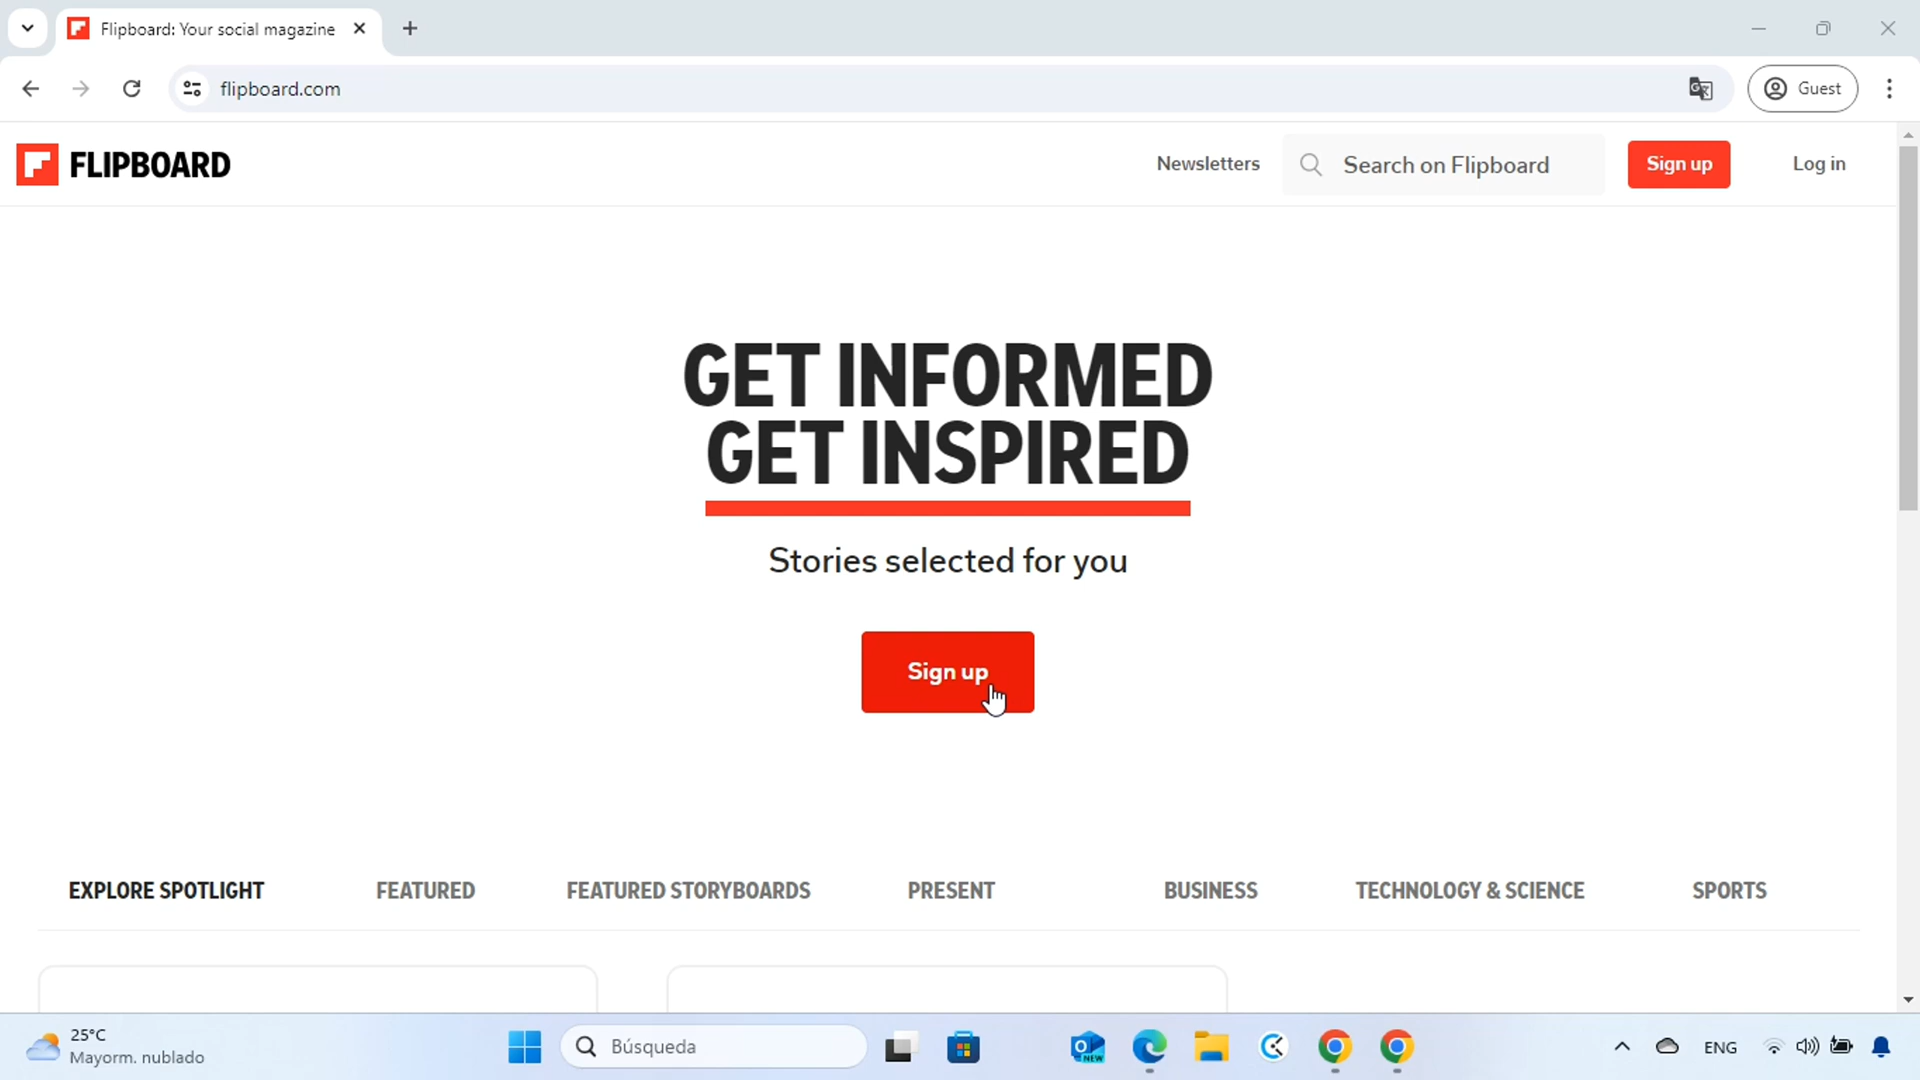 Flipboard: Your social magazine
flipboard.com
Guest
FLIPBOARD
Newsletters
Search on Flipboard
Sign up
Log in
GET INFORMED
GET INSPIRED
Stories selected for you
Sign up
EXPLORE SPOTLIGHT
FEATURED
FEATURED STORYBOARDS
PRESENT
BUSINESS
TECHNOLOGY & SCIENCE
SPORTS
25°C
Mayorm. nublado
Búsqueda
NEW
ENG